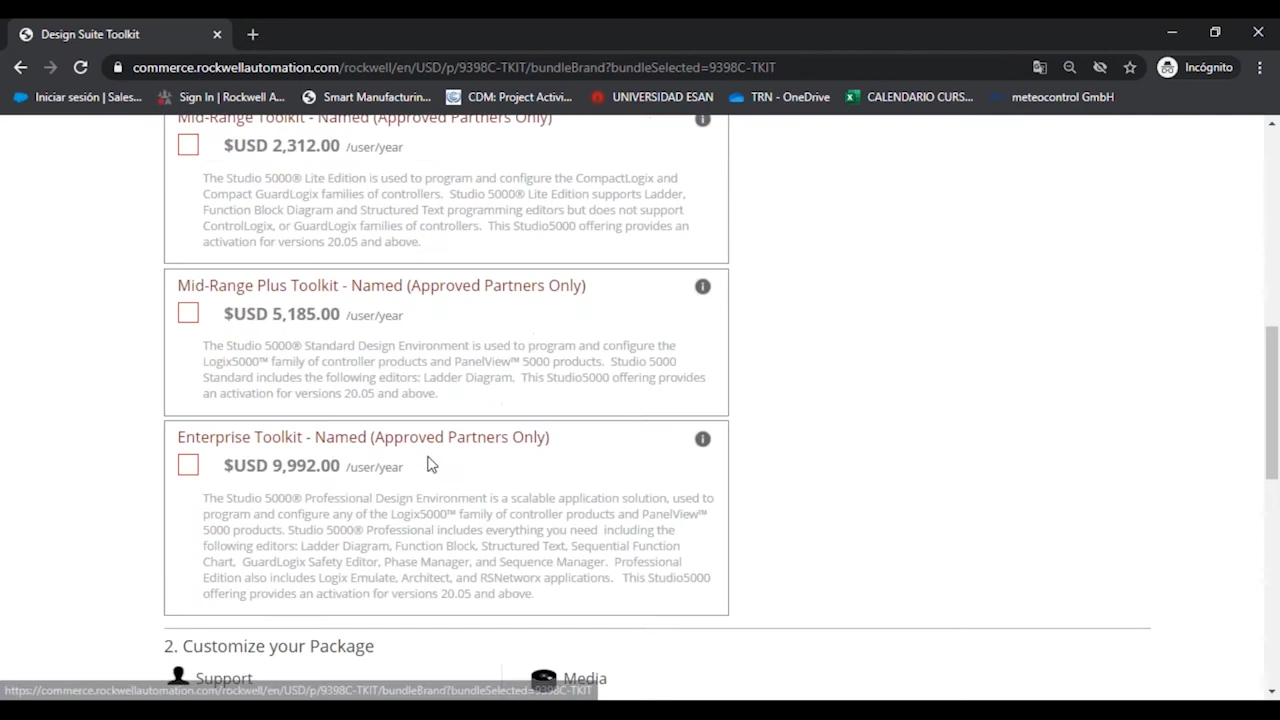 Design Suite Toolkit
commerce.rockwellautomation.com/rockwell/en/USD/p/9398C-TKIT/bundleBrand?bundleSelected=9398C-TKIT
Incógnito
Iniciar sesión | Sales...
Sign In | Rockwell A...
Smart Manufacturin...
CDM: Project Activi...
UNIVERSIDAD ESAN
TRN - OneDrive
CALENDARIO CURS...
meteocontrol GmbH
Mid-Range Toolkit - Named (Approved Partners Only)
$USD 2,312.00 /user/year
The Studio 5000® Lite Edition is used to program and configure the CompactLogix and
Compact GuardLogix families of controllers. Studio 5000® Lite Edition supports Ladder,
Function Block Diagram and Structured Text programming editors but does not support
ControlLogix, or GuardLogix families of controllers. This Studio5000 offering provides an
activation for versions 20.05 and above.
Mid-Range Plus Toolkit - Named (Approved Partners Only)
$USD 5,185.00 /user/year
The Studio 5000® Standard Design Environment is used to program and configure the
Logix5000™ family of controller products and PanelView™ 5000 products. Studio 5000
Standard includes the following editors: Ladder Diagram. This Studio5000 offering provides
an activation for versions 20.05 and above.
Enterprise Toolkit - Named (Approved Partners Only)
$USD 9,992.00 /user/year
The Studio 5000® Professional Design Environment is a scalable application solution, used to
program and configure any of the Logix5000™ family of controller products and PanelView™
5000 products. Studio 5000® Professional includes everything you need including the
following editors: Ladder Diagram, Function Block, Structured Text, Sequential Function
Chart, GuardLogix Safety Editor, Phase Manager, and Sequence Manager. Professional
Edition also includes Logix Emulate, Architect, and RSNetworx applications. This Studio5000
offering provides an activation for versions 20.05 and above.
2. Customize your Package
Support
Media
https://commerce.rockwellautomation.com/rockwell/en/USD/p/9398C-TKIT/bundleBrand?bundleSelected=9398C-TKIT